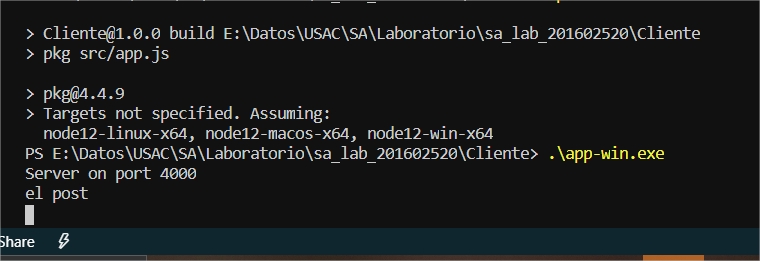 > Cliente@1.0.0 build E:\Datos\USAC\SA\Laboratorio\sa_lab_201602520\Cliente
> pkg src/app.js
> pkg@4.4.9
> Targets not specified. Assuming:
node12-linux-x64, node12-macos-x64, node12-win-x64
PS E:\Datos\USAC\SA\Laboratorio\sa_lab_201602520\Cliente> .\app-win.exe
Server on port 4000
el post
Share